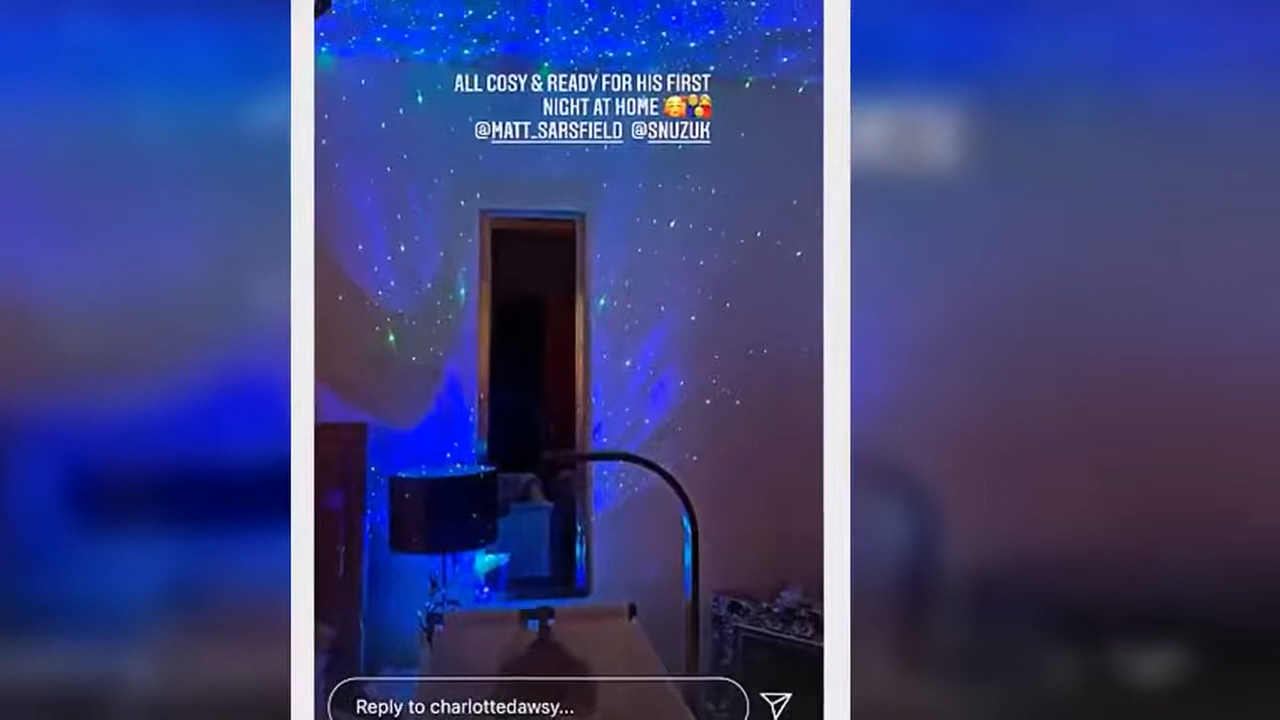 ALL COSY & READY FOR HIS FIRST
NIGHT AT HOME 🥰🥳
@MATT_SARSFIELD @SNUZUK
Reply to charlottedawsy...